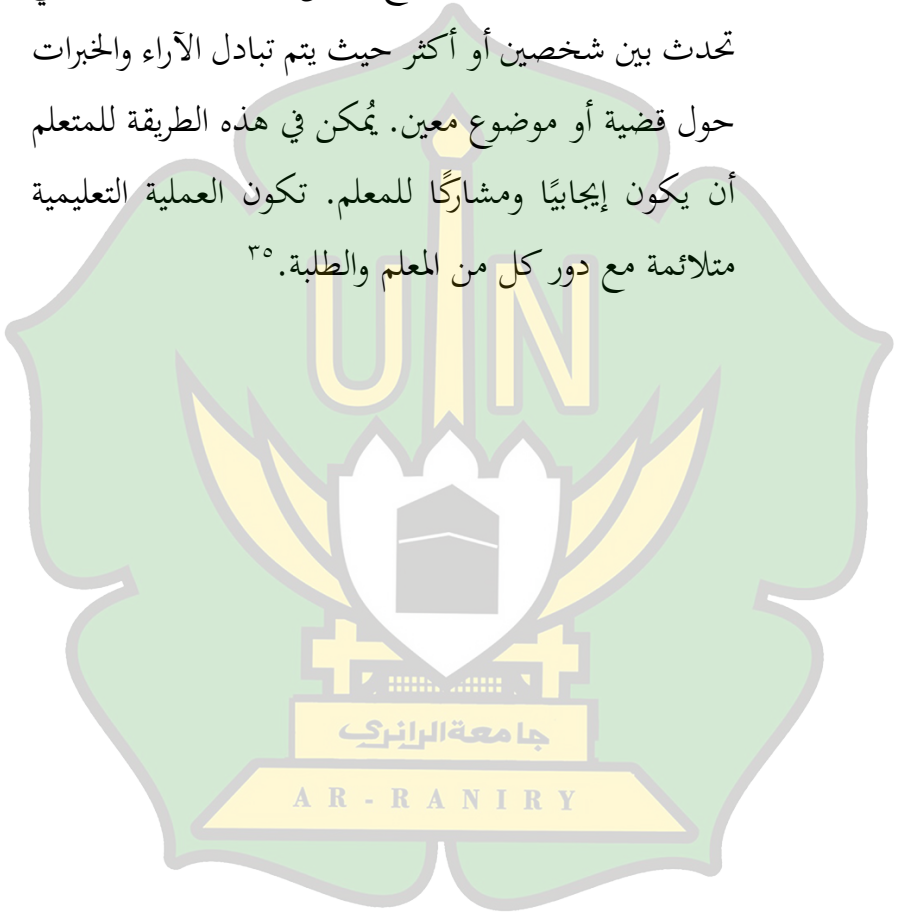 تحدث بين شخصين أو أكثر حيث يتم تبادل الآراء والخبرات
حول قضية أو موضوع معين. يُمكن في هذه الطريقة للمتعلم
أن يكون إيجابيًا ومشاركًا للمعلم. تكون العملية التعليمية
متلائمة مع دور كل من المعلم والطلبة.٣٥
UIN
جامعةالرانري
AR-RANIRY